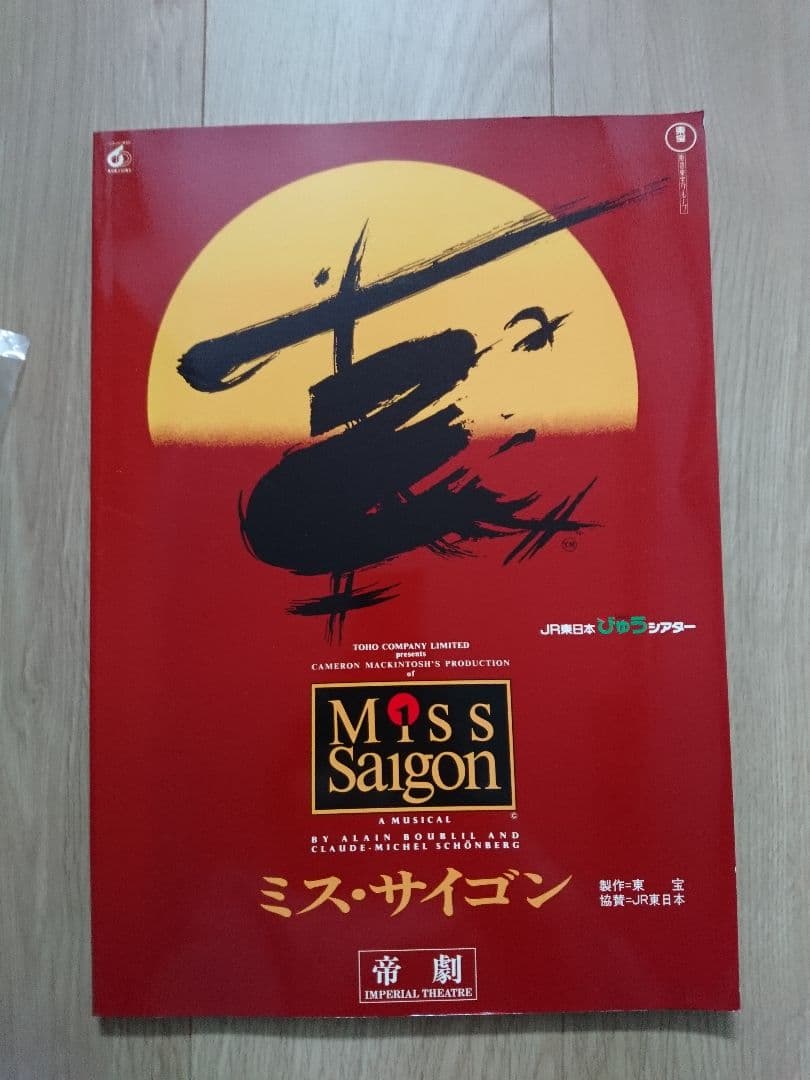 東宝
JR東日本びゅうシアター
TOHO COMPANY LIMITED
presents
CAMERON MACKINTOSH'S PRODUCTION
of
MiSS
Saigon
A MUSICAL
©
BY ALAIN BOUBLIL AND
CLAUDE-MICHEL SCHÖNBERG
ミス・サイゴン
製作=東 宝
協賛=JR東日本
帝劇
IMPERIAL THEATRE